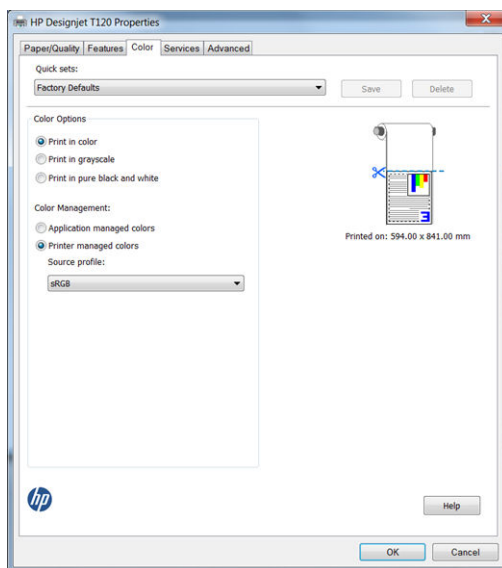 HP Designjet T120 Properties
Paper/Quality Features Color Services Advanced
Quick sets:
Factory Defaults
Save Delete
Color Options
Print in color
Print in grayscale
Print in pure black and white
Color Management:
Application managed colors
Printer managed colors
Source profile:
sRGB
3
Printed on: 594.00 x 841.00 mm
hp
Help
OK Cancel